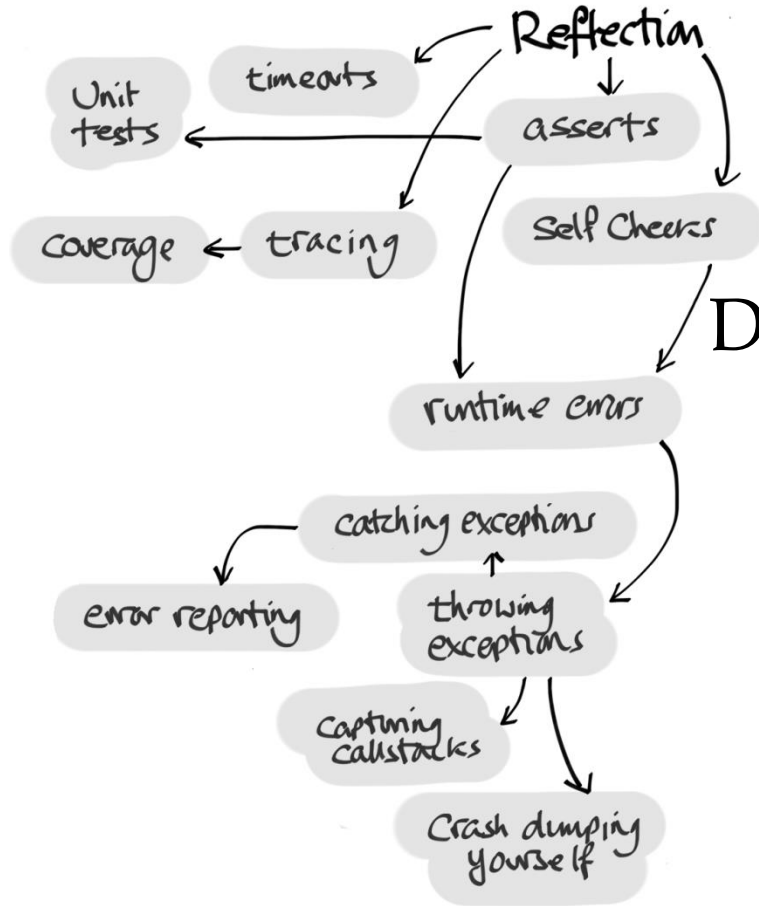 Reflection
timeouts
Unit
tests
asserts
Self Checks
coverage
tracing
D
runtime errors
catching exceptions
error reporting
throwing
exceptions
capturing
callstacks
Crash dumping
yourself